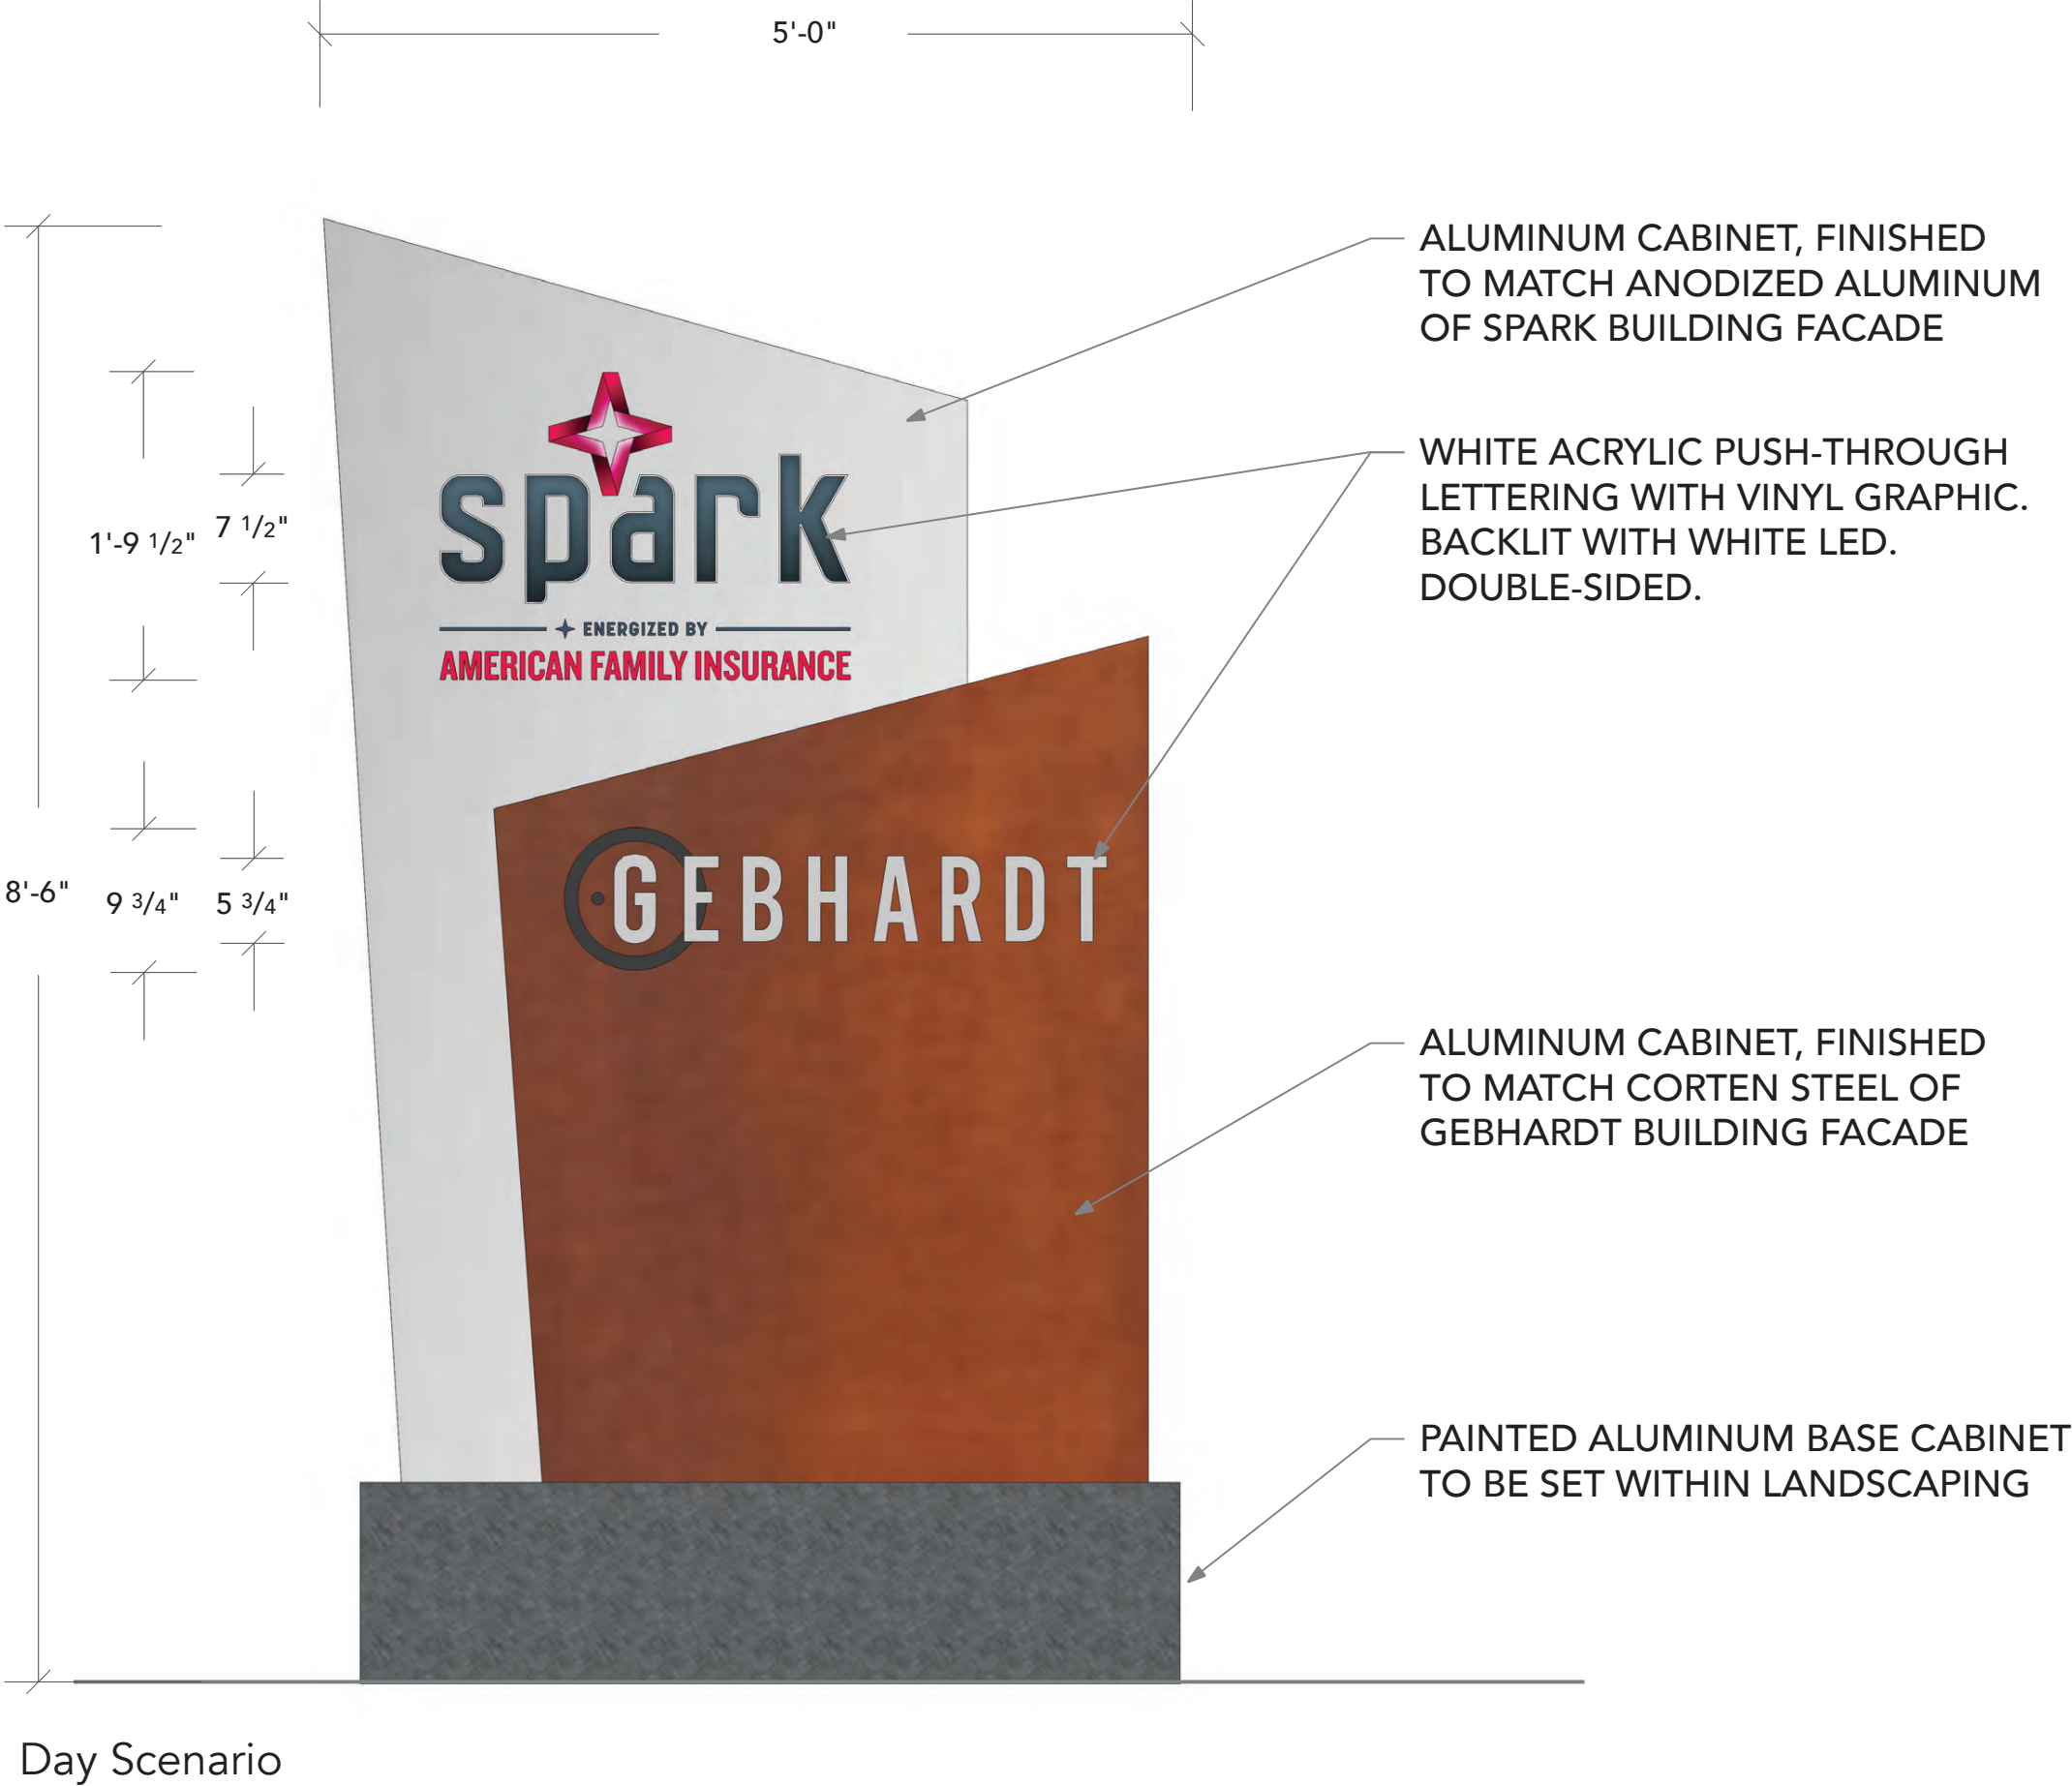 5'-0"
ALUMINUM CABINET, FINISHED
TO MATCH ANODIZED ALUMINUM
OF SPARK BUILDING FACADE
WHITE ACRYLIC PUSH-THROUGH
LETTERING WITH VINYL GRAPHIC.
BACKLIT WITH WHITE LED.
DOUBLE-SIDED.
spark
1'-9 1/2" 7 1/2"
ENERGIZED BY
AMERICAN FAMILY INSURANCE
GEBHARDT
8'-6" 9 3/4" 5 3/4"
ALUMINUM CABINET, FINISHED
TO MATCH CORTEN STEEL OF
GEBHARDT BUILDING FACADE
PAINTED ALUMINUM BASE CABINET
TO BE SET WITHIN LANDSCAPING
Day Scenario